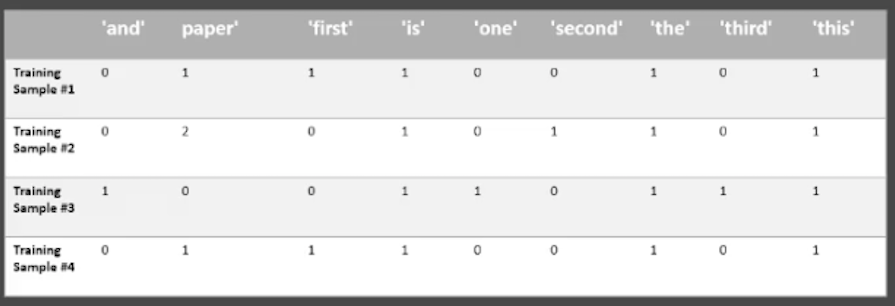 'and' paper' 'first' 'is' 'one' 'second' 'the' 'third' 'this'
Training Sample #1 0 1 1 1 0 0 1 0 1
Training Sample #2 0 2 0 1 0 1 1 0 1
Training Sample #3 1 0 0 1 1 0 1 1 1
Training Sample #4 0 1 1 1 0 0 1 0 1